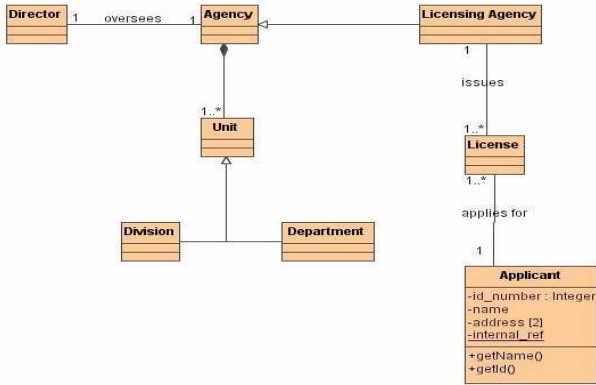 Director
1 oversees 1
Agency
Licensing Agency
1
issues
1..*
1..*
Unit
License
1..*
applies for
1
Division
Department
Applicant
-id_number : Integer
-name
-address [2]
-internal_ref
+getName()
+getId()